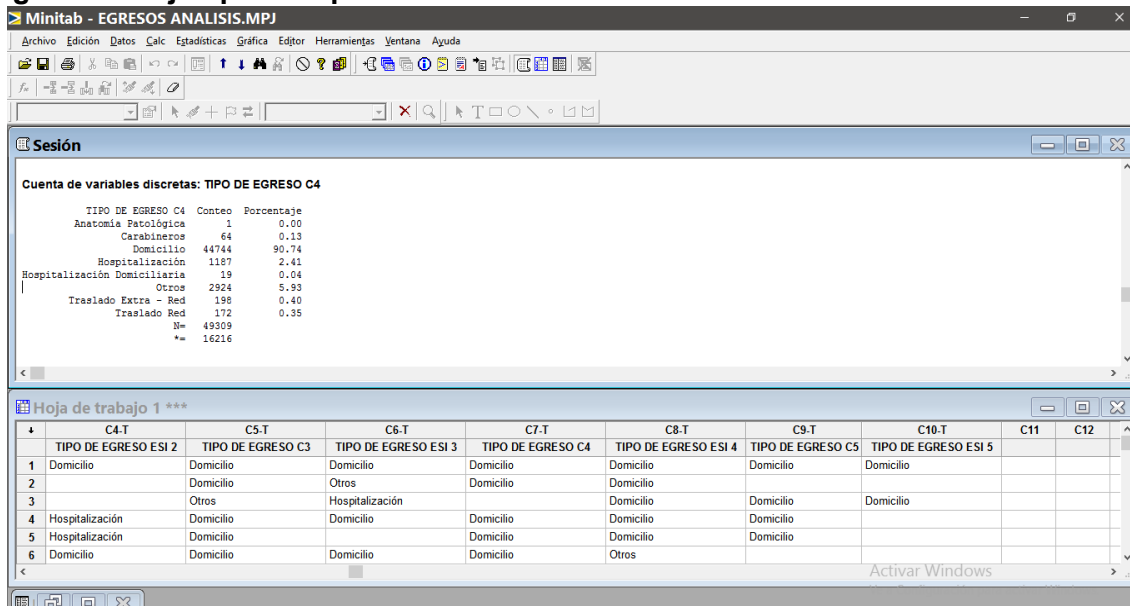 Minitab - EGRESOS ANALISIS.MPJ
Archivo Edición Datos Calc Estadísticas Gráfica Editor Herramientas Ventana Ayuda
Sesión
Cuenta de variables discretas: TIPO DE EGRESO C4
TIPO DE EGRESO C4 Conteo Porcentaje
Anatomía Patológica 1 0.00
Carabineros 64 0.13
Domicilio 44744 90.74
Hospitalización 1187 2.41
Hospitalización Domiciliaria 19 0.04
Otros 2924 5.93
Traslado Extra - Red 198 0.40
Traslado Red 172 0.35
N= 49309
*= 16216
Hoja de trabajo 1 ***
C4-T C5-T C6-T C7-T C8-T C9-T C10-T C11 C12
TIPO DE EGRESO ESI 2 TIPO DE EGRESO C3 TIPO DE EGRESO ESI 3 TIPO DE EGRESO C4 TIPO DE EGRESO ESI 4 TIPO DE EGRESO C5 TIPO DE EGRESO ESI 5
1 Domicilio Domicilio Domicilio Domicilio Domicilio Domicilio Domicilio
2 Domicilio Otros Domicilio Domicilio
3 Otros Hospitalización Domicilio Domicilio Domicilio
4 Hospitalización Domicilio Domicilio Domicilio Domicilio Domicilio
5 Hospitalización Domicilio Domicilio Domicilio Domicilio
6 Domicilio Domicilio Domicilio Domicilio Otros
Activar Windows